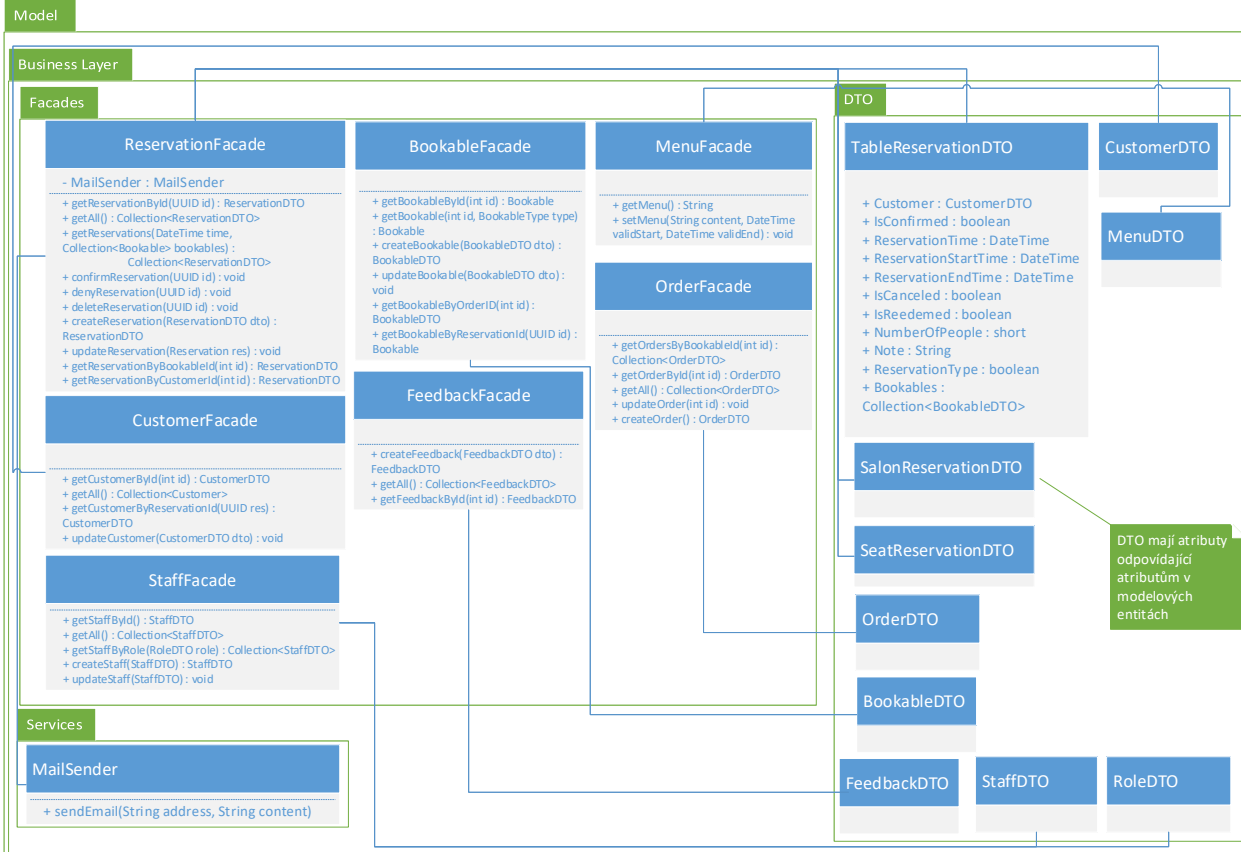 Model
Business Layer
Facades
ReservationFacade
- MailSender : MailSender
+ getReservationById(UUID id) : ReservationDTO
+ getAll() : Collection<ReservationDTO>
+ getReservations(DateTime time,
Collection<Bookable> bookables) :
Collection<ReservationDTO>
+ confirmReservation(UUID id) : void
+ denyReservation(UUID id) : void
+ deleteReservation(UUID id) : void
+ createReservation(ReservationDTO dto) :
ReservationDTO
+ updateReservation(Reservation res) : void
+ getReservationByBookableId(int id) : ReservationDTO
+ getReservationByCustomerId(int id) : ReservationDTO
CustomerFacade
+ getCustomerById(int id) : CustomerDTO
+ getAll() : Collection<Customer>
+ getCustomerByReservationId(UUID res) :
CustomerDTO
+ updateCustomer(CustomerDTO dto) : void
StaffFacade
+ getStaffById() : StaffDTO
+ getAll() : Collection<StaffDTO>
+ getStaffByRole(RoleDTO role) : Collection<StaffDTO>
+ createStaff(StaffDTO) : StaffDTO
+ updateStaff(StaffDTO) : void
BookableFacade
+ getBookableById(int id) : Bookable
+ getBookable(int id, BookableType type)
: Bookable
+ createBookable(BookableDTO dto) :
BookableDTO
+ updateBookable(BookableDTO dto) :
void
+ getBookableByOrderID(int id) :
BookableDTO
+ getBookableByReservationId(UUID id) :
Bookable
FeedbackFacade
+ createFeedback(FeedbackDTO dto) :
FeedbackDTO
+ getAll() : Collection<FeedbackDTO>
+ getFeedbackById(int id) : FeedbackDTO
MenuFacade
+ getMenu() : String
+ setMenu(String content, DateTime
validStart, DateTime validEnd) : void
OrderFacade
+ getOrdersByBookableId(int id) :
Collection<OrderDTO>
+ getOrderById(int id) : OrderDTO
+ getAll() : Collection<OrderDTO>
+ updateOrder(int id) : void
+ createOrder() : OrderDTO
Services
MailSender
+ sendEmail(String address, String content)
DTO
TableReservationDTO
+ Customer : CustomerDTO
+ IsConfirmed : boolean
+ ReservationTime : DateTime
+ ReservationStartTime : DateTime
+ ReservationEndTime : DateTime
+ IsCanceled : boolean
+ IsReedemed : boolean
+ NumberOfPeople : short
+ Note : String
+ ReservationType : boolean
+ Bookables :
Collection<BookableDTO>
CustomerDTO
MenuDTO
SalonReservationDTO
SeatReservationDTO
DTO mají atributy
odpovídající
atributům v
modelových
entitách
OrderDTO
BookableDTO
FeedbackDTO
StaffDTO
RoleDTO